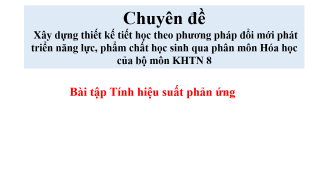 Chuyên đề
Xây dựng thiết kế tiết học theo phương pháp đổi mới phát
triển năng lực, phẩm chất học sinh qua phân môn Hóa học
của bộ môn KHTN 8
Bài tập Tính hiệu suất phản ứng